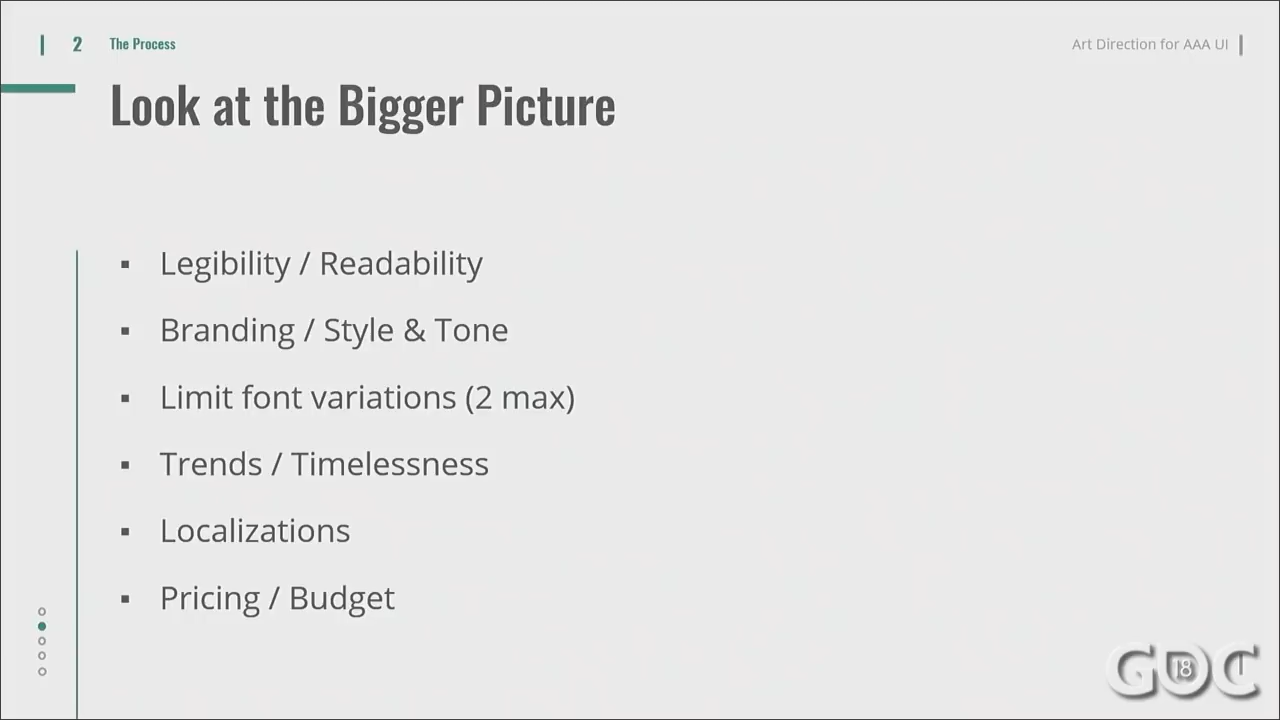 2 The Process
Art Direction for AAA UI
Look at the Bigger Picture
▪ Legibility / Readability
▪ Branding / Style & Tone
▪ Limit font variations (2 max)
▪ Trends / Timelessness
▪ Localizations
▪ Pricing / Budget
GDC
18